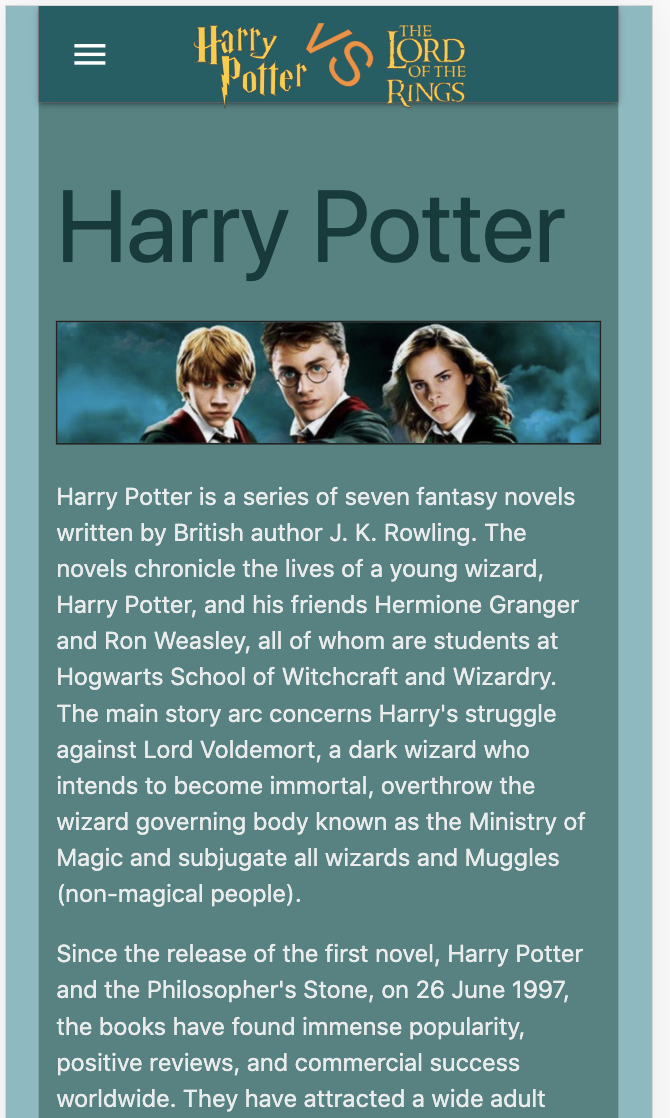 Harry
Potter
VS
THE
LORD
OF THE
RINGS
Harry Potter
Harry Potter is a series of seven fantasy novels
written by British author J. K. Rowling. The
novels chronicle the lives of a young wizard,
Harry Potter, and his friends Hermione Granger
and Ron Weasley, all of whom are students at
Hogwarts School of Witchcraft and Wizardry.
The main story arc concerns Harry's struggle
against Lord Voldemort, a dark wizard who
intends to become immortal, overthrow the
wizard governing body known as the Ministry of
Magic and subjugate all wizards and Muggles
(non-magical people).
Since the release of the first novel, Harry Potter
and the Philosopher's Stone, on 26 June 1997,
the books have found immense popularity,
positive reviews, and commercial success
worldwide. They have attracted a wide adult